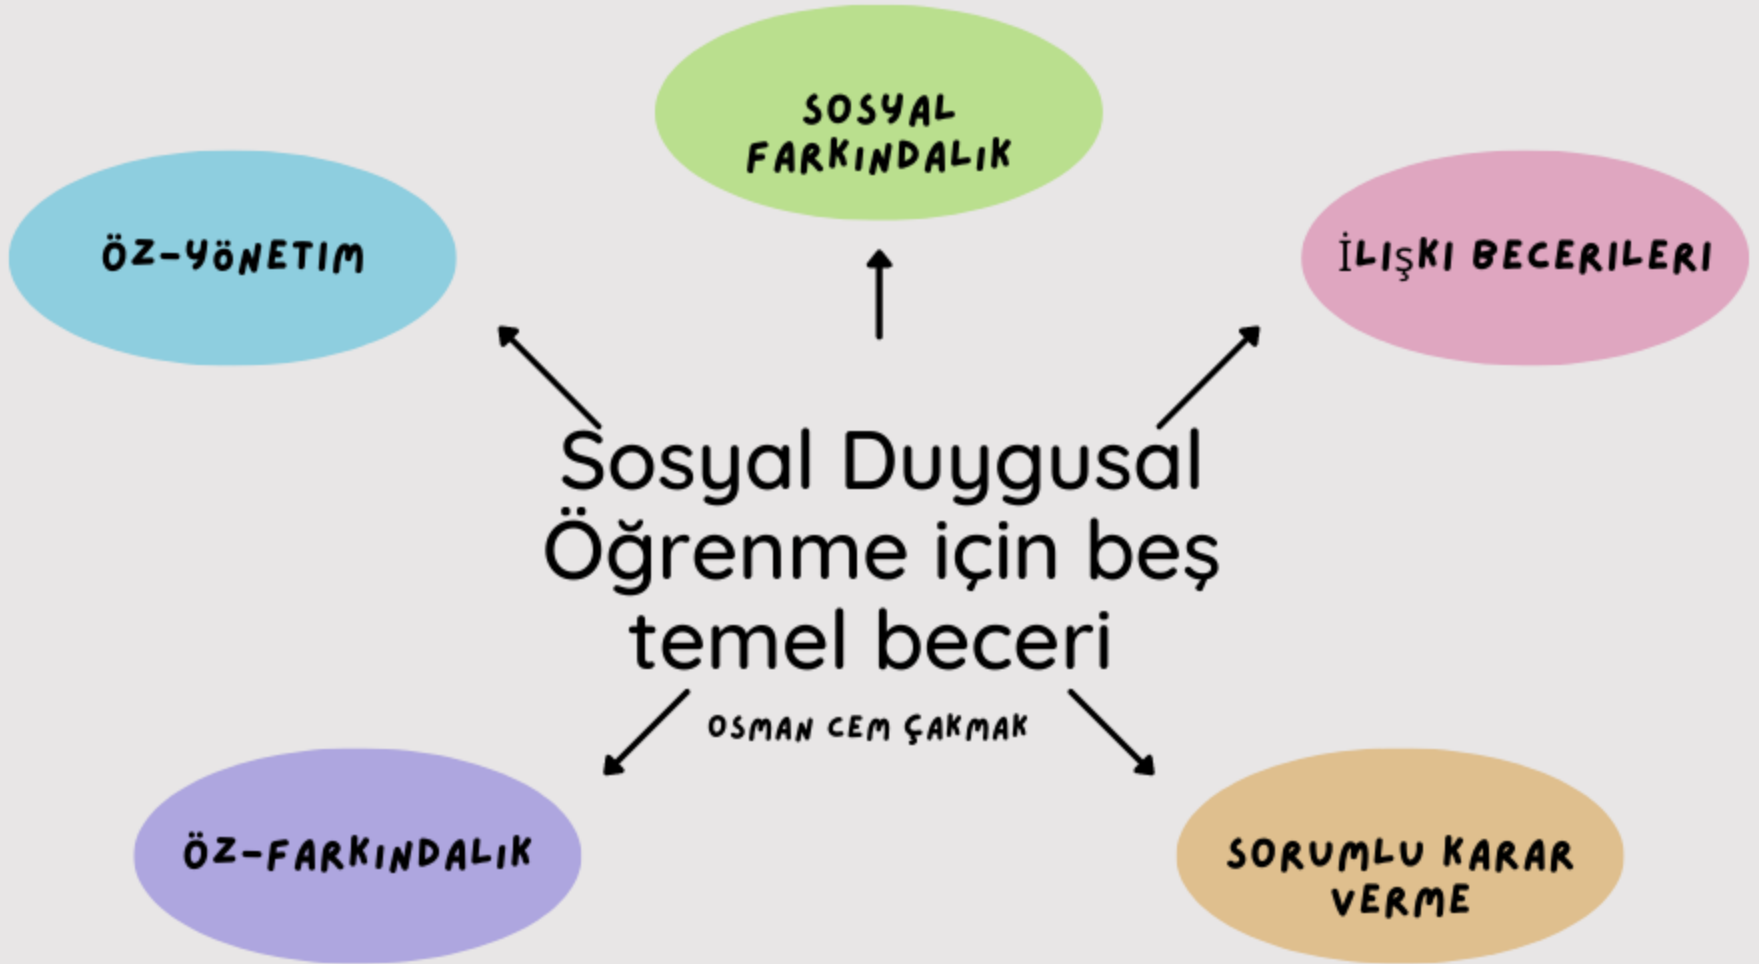 SOSYAL
FARKINDALIK
ÖZ-YÖNETIM
İLIŞKI BECERILERI
Sosyal Duygusal
Öğrenme için beş
temel beceri
OSMAN CEM ÇAKMAK
ÖZ-FARKINDALIK
SORUMLU KARAR
VERME